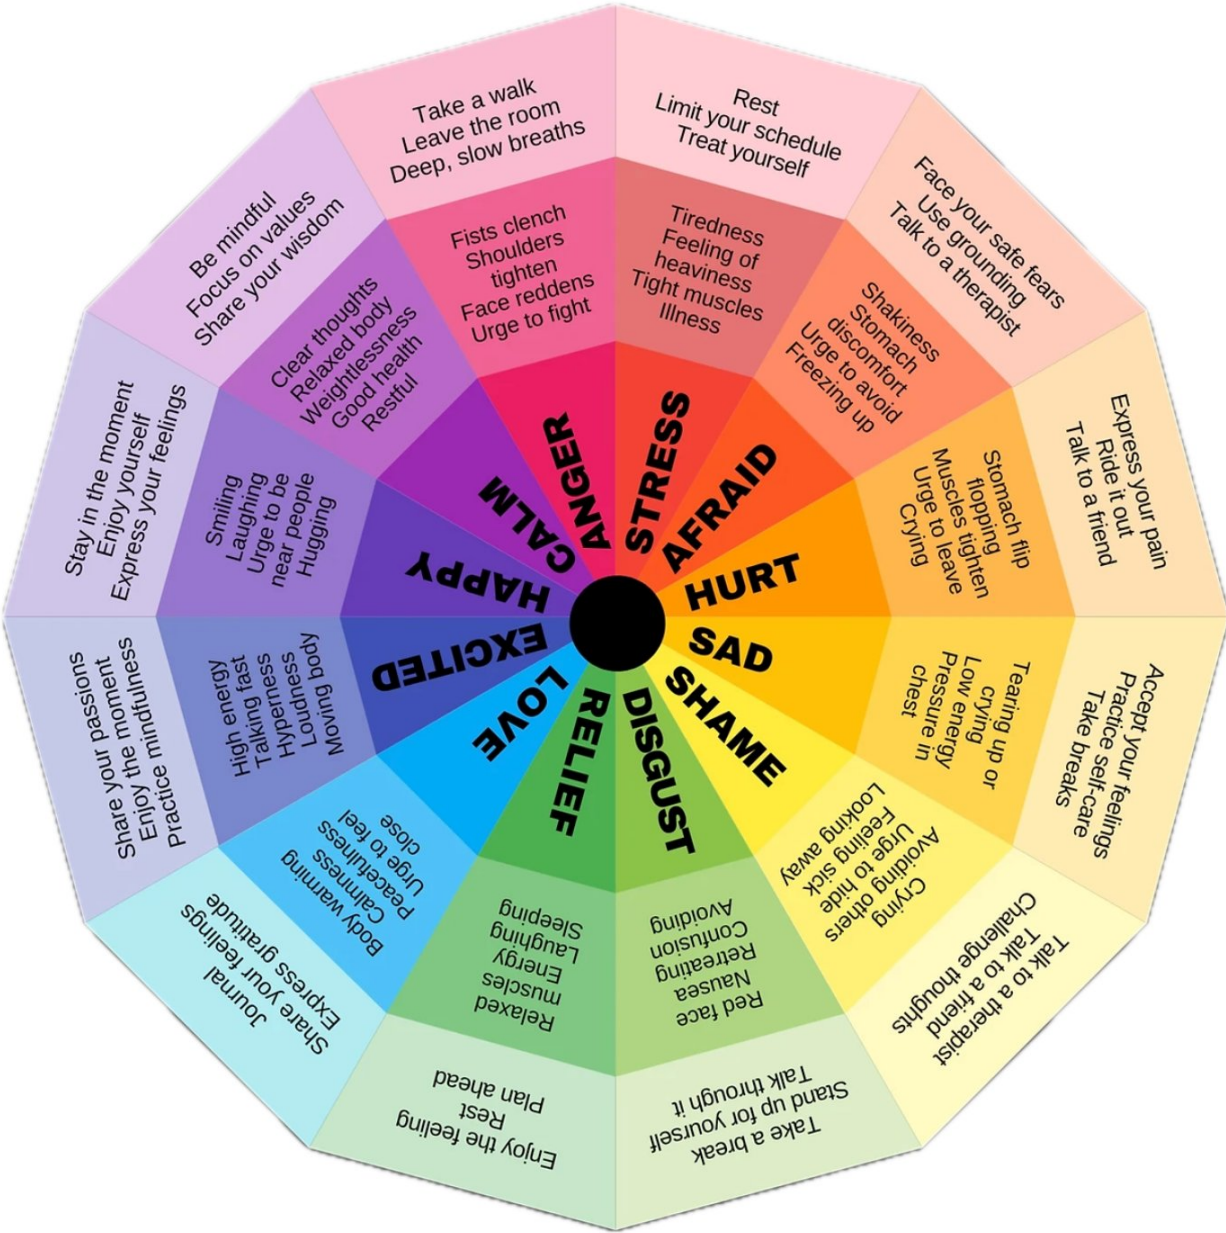 Take a walk
Leave the room
Deep, slow breaths
Fists clench
Shoulders
tighten
Face reddens
Urge to fight
ANGER
Rest
Limit your schedule
Treat yourself
Tiredness
Feeling of
heaviness
Tight muscles
Illness
STRESS
Face your safe fears
Use grounding
Talk to a therapist
Shakiness
Stomach
discomfort
Urge to avoid
Freezing up
AFRAID
Express your pain
Ride it out
Talk to a friend
Stomach flip
flopping
Muscles tighten
Urge to leave
Crying
HURT
Accept your feelings
Practice self-care
Take breaks
Tearing up or
crying
Low energy
Pressure in
chest
SAD
Talk to a therapist
Talk to a friend
Challenge thoughts
Crying
Avoiding others
Urge to hide
Feeling sick
Looking away
SHAME
Take a break
Stand up for yourself
Talk through it
Red face
Nausea
Retreating
Confusion
Avoiding
DISGUST
Enjoy the feeling
Rest
Plan ahead
Relaxed
muscles
Energy
Laughing
Sleeping
RELIEF
Journal
Share your feelings
Express gratitude
Body warming
Calmness
Peacefulness
Urge to feel
close
LOVE
Share your passions
Enjoy the moment
Practice mindfulness
High energy
Talking fast
Hyperness
Loudness
Moving body
EXCITED
Stay in the moment
Enjoy yourself
Express your feelings
Smiling
Laughing
Urge to be
near people
Hugging
HAPPY
Be mindful
Focus on values
Share your wisdom
Clear thoughts
Relaxed body
Weightlessness
Good health
Restful
CALM